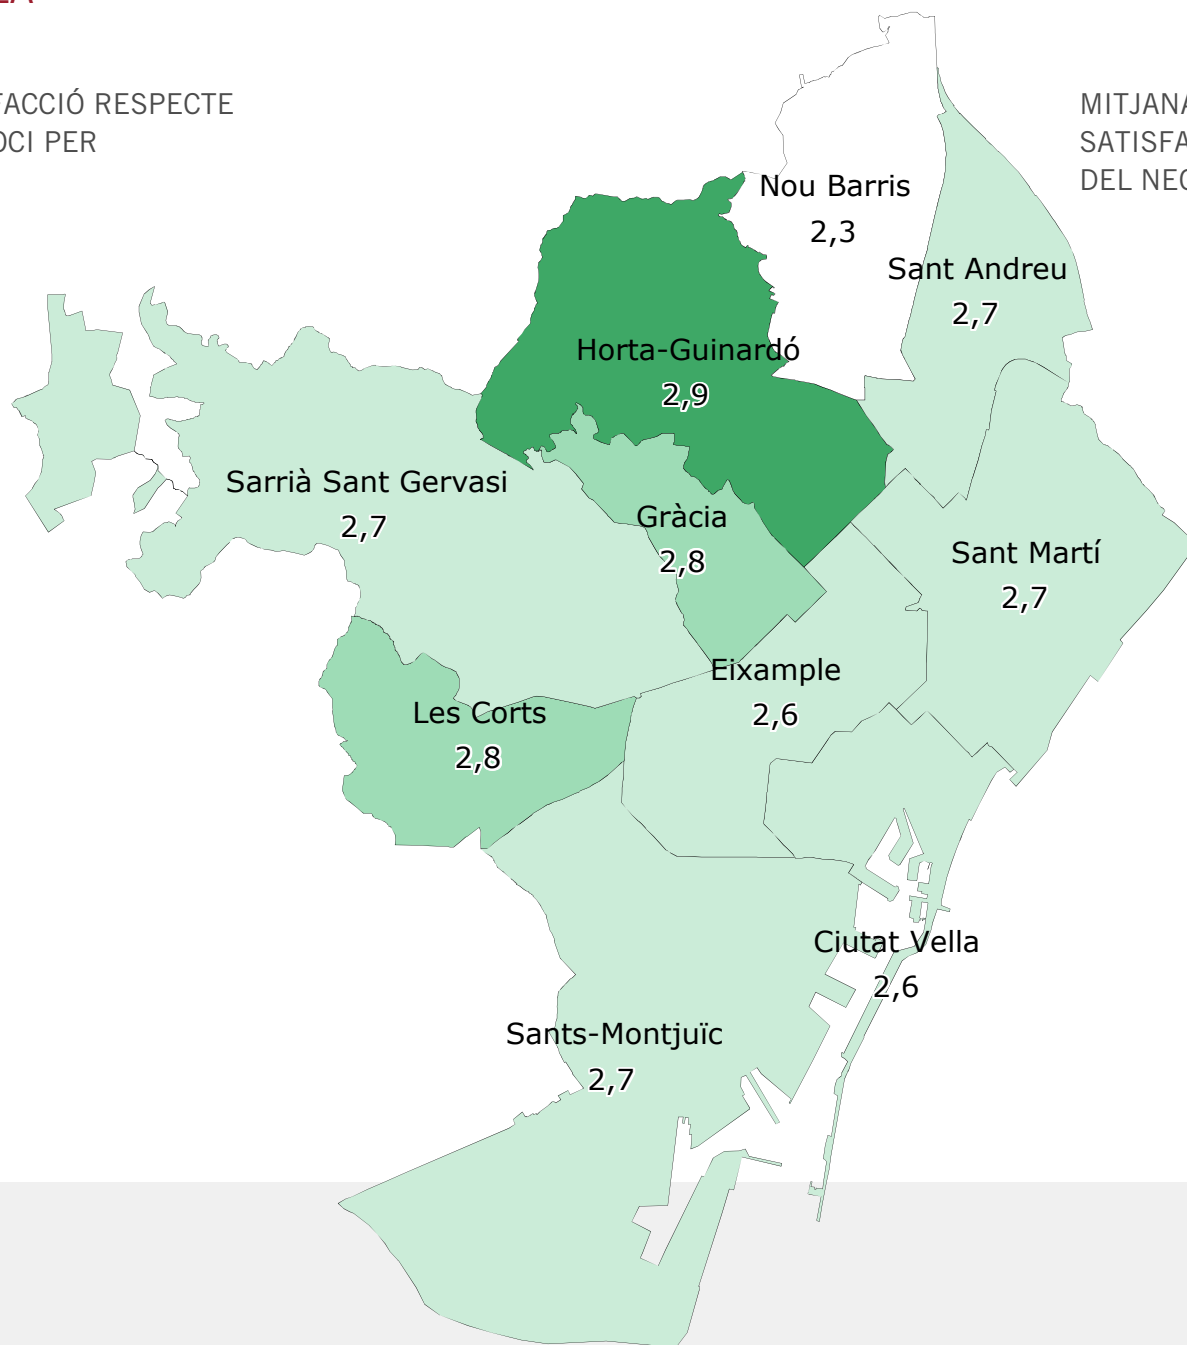 FACCIÓ RESPECTE
OCI PER
MITJANA
SATISFA
DEL NEG
Nou Barris
2,3
Sant Andreu
2,7
Horta-Guinardó
2,9
Sarrià Sant Gervasi
2,7
Gràcia
2,8
Sant Martí
2,7
Eixample
2,6
Les Corts
2,8
Ciutat Vella
2,6
Sants-Montjuïc
2,7